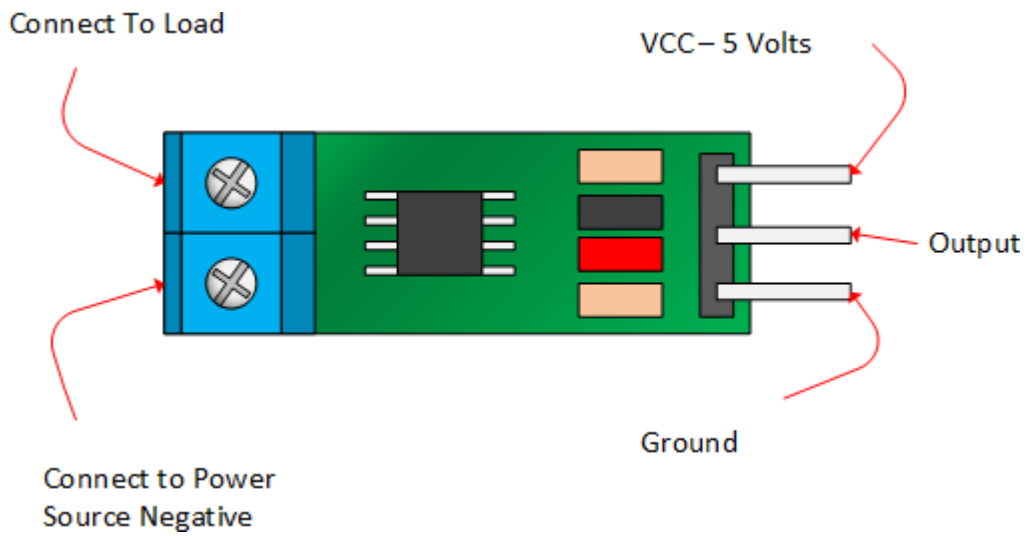 Connect To Load
VCC – 5 Volts
Output
Ground
Connect to Power
Source Negative